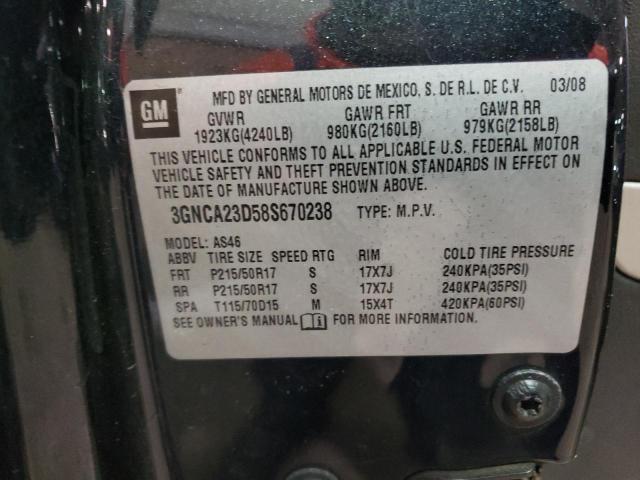 GM
MFD BY GENERAL MOTORS DE MEXICO, S. DE R.L. DE C.V. 03/08
GVWR GAWR FRT GAWR RR
1923KG(4240LB) 980KG(2160LB) 979KG(2158LB)
THIS VEHICLE CONFORMS TO ALL APPLICABLE U.S. FEDERAL MOTOR
VEHICLE SAFETY AND THEFT PREVENTION STANDARDS IN EFFECT ON
THE DATE OF MANUFACTURE SHOWN ABOVE.
3GNCA23D58S670238 TYPE: M.P.V.
MODEL: AS46
ABBV TIRE SIZE SPEED RTG RIM COLD TIRE PRESSURE
FRT P215/50R17 S 17X7J 240KPA(35PSI)
RR P215/50R17 S 17X7J 240KPA(35PSI)
SPA T115/70D15 M 15X4T 420KPA(60PSI)
SEE OWNER'S MANUAL FOR MORE INFORMATION.